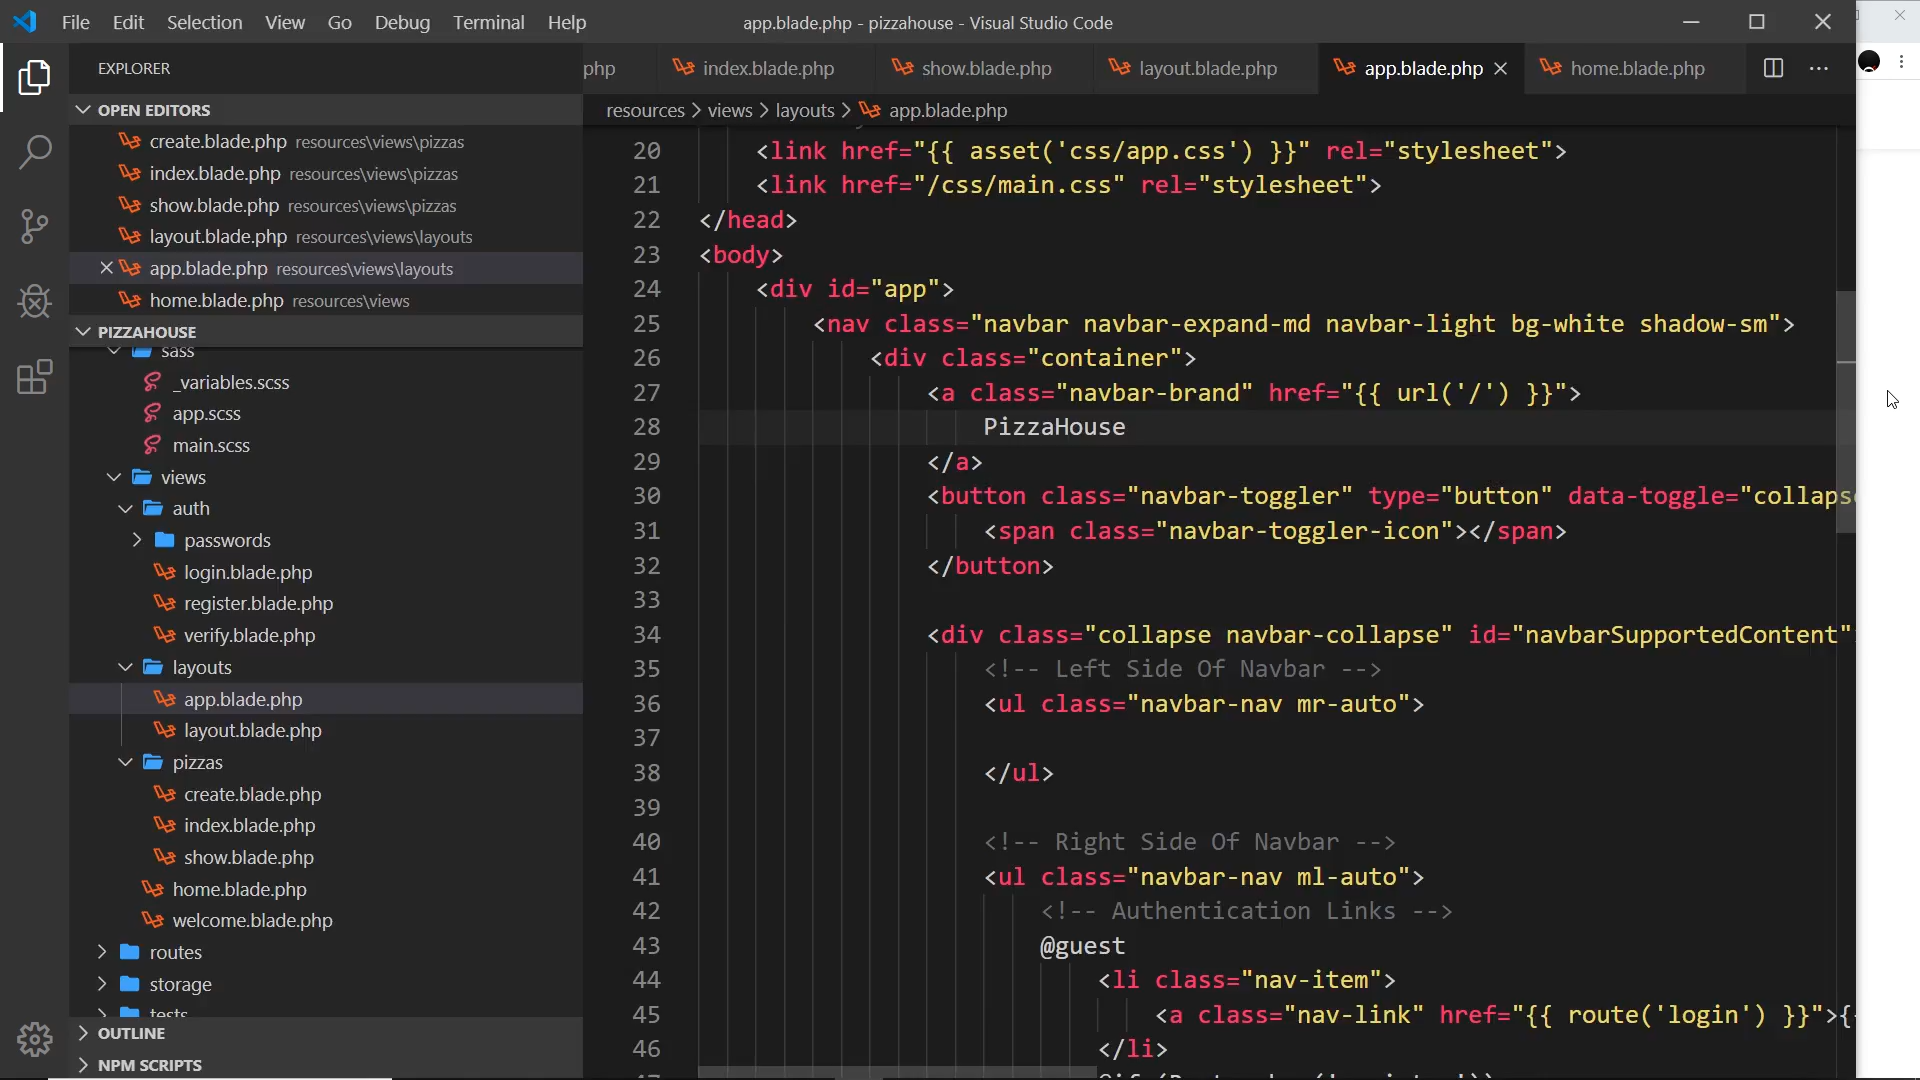 File Edit Selection View Go Debug Terminal Help
app.blade.php - pizzahouse - Visual Studio Code
EXPLORER
OPEN EDITORS
create.blade.php resources\views\pizzas
index.blade.php resources\views\pizzas
show.blade.php resources\views\pizzas
layout.blade.php resources\views\layouts
app.blade.php resources\views\layouts
home.blade.php resources\views
PIZZAHOUSE
sass
_variables.scss
app.scss
main.scss
views
auth
passwords
login.blade.php
register.blade.php
verify.blade.php
layouts
app.blade.php
layout.blade.php
pizzas
create.blade.php
index.blade.php
show.blade.php
home.blade.php
welcome.blade.php
routes
storage
tests
OUTLINE
NPM SCRIPTS
php index.blade.php show.blade.php layout.blade.php app.blade.php home.blade.php
resources > views > layouts > app.blade.php
20 <link href="{{ asset('css/app.css') }}" rel="stylesheet">
21 <link href="/css/main.css" rel="stylesheet">
22 </head>
23 <body>
24 <div id="app">
25 <nav class="navbar navbar-expand-md navbar-light bg-white shadow-sm">
26 <div class="container">
27 <a class="navbar-brand" href="{{ url('/') }}">
28 PizzaHouse
29 </a>
30 <button class="navbar-toggler" type="button" data-toggle="collapse
31 <span class="navbar-toggler-icon"></span>
32 </button>
33
34 <div class="collapse navbar-collapse" id="navbarSupportedContent"
35 <!-- Left Side Of Navbar -->
36 <ul class="navbar-nav mr-auto">
37
38 </ul>
39
40 <!-- Right Side Of Navbar -->
41 <ul class="navbar-nav ml-auto">
42 <!-- Authentication Links -->
43 @guest
44 <li class="nav-item">
45 <a class="nav-link" href="{{ route('login') }}">{
46 </li>